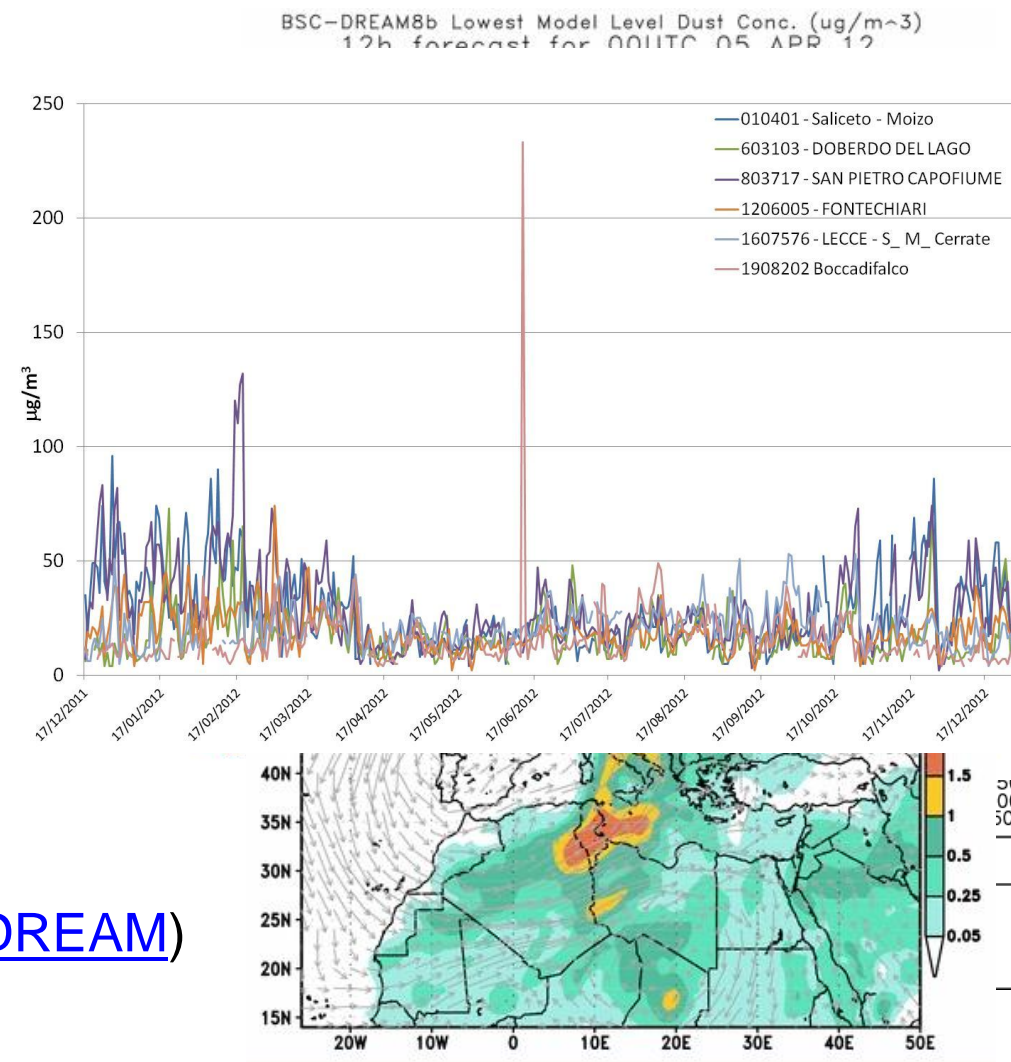 BSC-DREAM8b Lowest Model Level Dust Conc. (ug/m^3)
12h forecast for 00UTC 05 APR 12
250
200
150
100
50
0
µg/m³
010401 - Saliceto - Moizo
603103 - DOBERDO DEL LAGO
803717 - SAN PIETRO CAPOFIUME
1206005 - FONTECHIARI
1607576 - LECCE - S_ M_ Cerrate
1908202 Boccadifalco
17/12/2011
17/01/2012
17/02/2012
17/03/2012
17/04/2012
17/05/2012
17/06/2012
17/07/2012
17/08/2012
17/09/2012
17/10/2012
17/11/2012
17/12/2012
40N
35N
30N
25N
20N
15N
20W
10W
0
10E
20E
30E
40E
50E
1.5
1
0.5
0.25
0.05
DREAM)